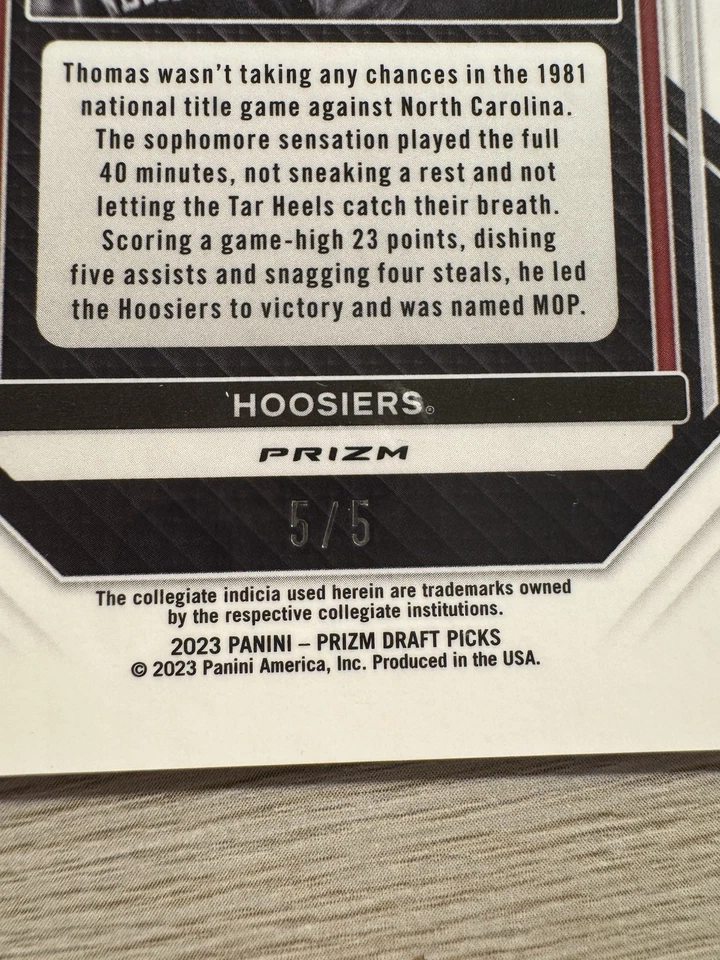 Thomas wasn't taking any chances in the 1981
national title game against North Carolina.
The sophomore sensation played the full
40 minutes, not sneaking a rest and not
letting the Tar Heels catch their breath.
Scoring a game-high 23 points, dishing
five assists and snagging four steals, he led
the Hoosiers to victory and was named MOP.
HOOSIERS®
PRIZM
5/5
The collegiate indicia used herein are trademarks owned
by the respective collegiate institutions.
2023 PANINI – PRIZM DRAFT PICKS
© 2023 Panini America, Inc. Produced in the USA.